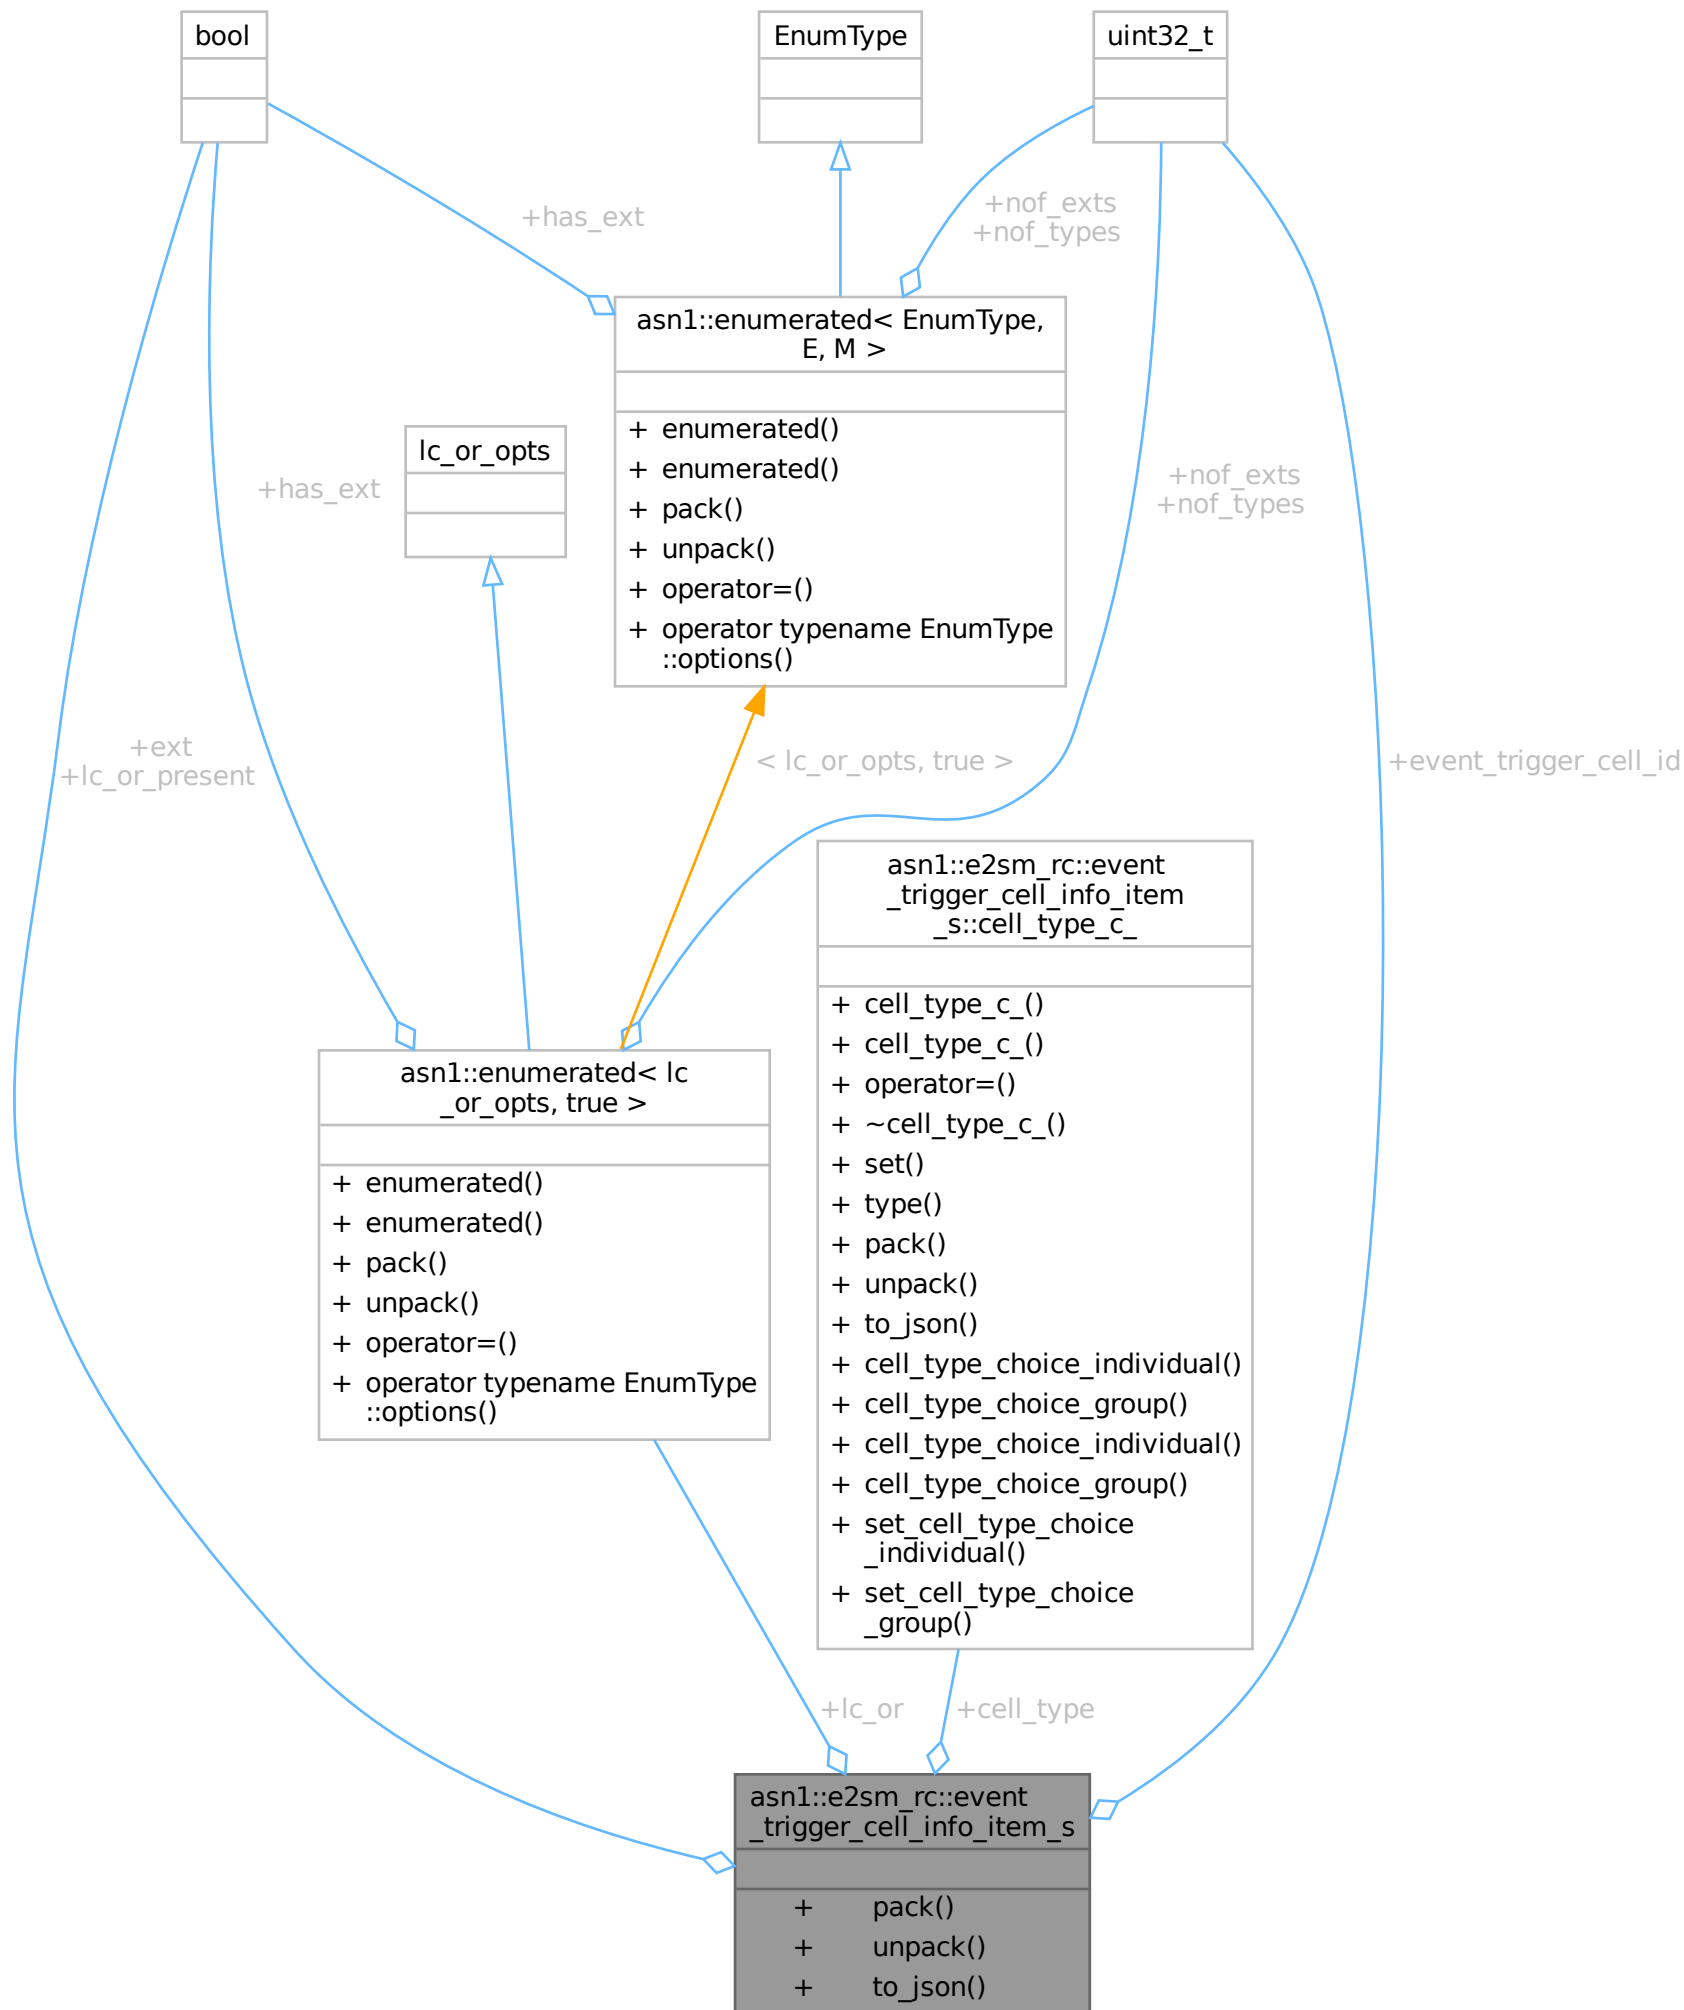 bool
EnumType
uint32_t
+has_ext
+nof_exts
+nof_types
asn1::enumerated< EnumType,
E, M >
+ enumerated()
+ enumerated()
+ pack()
+ unpack()
+ operator=()
+ operator typename EnumType
::options()
lc_or_opts
+has_ext
+nof_exts
+nof_types
+ext
+lc_or_present
< lc_or_opts, true >
+event_trigger_cell_id
asn1::e2sm_rc::event
_trigger_cell_info_item
_s::cell_type_c_
+ cell_type_c_()
+ cell_type_c_()
+ operator=()
+ ~cell_type_c_()
+ set()
+ type()
+ pack()
+ unpack()
+ to_json()
+ cell_type_choice_individual()
+ cell_type_choice_group()
+ cell_type_choice_individual()
+ cell_type_choice_group()
+ set_cell_type_choice
_individual()
+ set_cell_type_choice
_group()
asn1::enumerated< lc
_or_opts, true >
+ enumerated()
+ enumerated()
+ pack()
+ unpack()
+ operator=()
+ operator typename EnumType
::options()
+lc_or
+cell_type
asn1::e2sm_rc::event
_trigger_cell_info_item_s
+ pack()
+ unpack()
+ to_json()